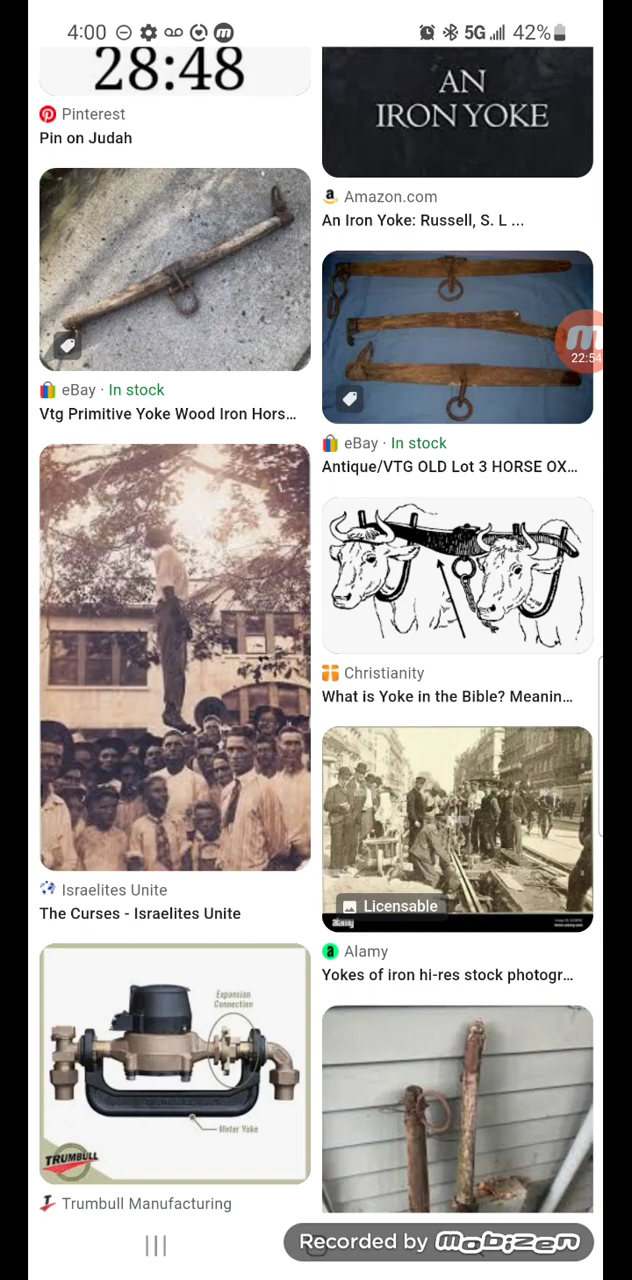 4:00
5G
42%
28:48
Pinterest
Pin on Judah
AN
IRON YOKE
Amazon.com
An Iron Yoke: Russell, S. L ...
eBay · In stock
Vtg Primitive Yoke Wood Iron Hors...
22:54
eBay · In stock
Antique/VTG OLD Lot 3 HORSE OX...
Christianity
What is Yoke in the Bible? Meanin...
Israelites Unite
The Curses - Israelites Unite
Licensable
alamy
Alamy
Yokes of iron hi-res stock photogr...
Expansion
Connection
Meter Yoke
TRUMBULL
Trumbull Manufacturing
Recorded by mobizen